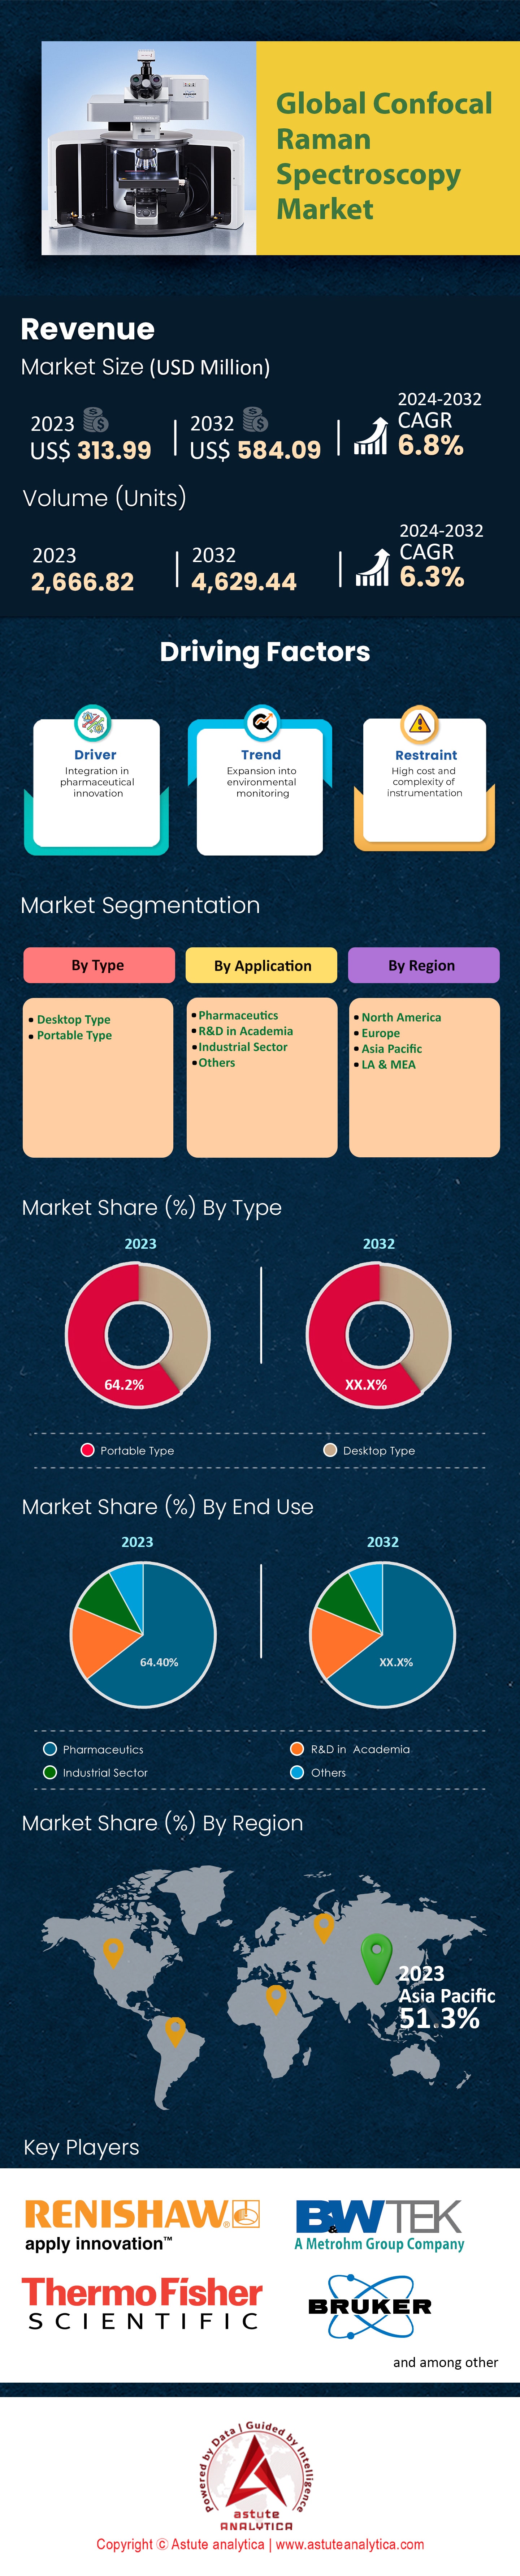 Global Confocal
Raman
Spectroscopy
Market
Revenue
Market Size (USD Million)
2023
US$ 313.99
2032
US$ 584.09
2024-2032
CAGR
6.8%
Volume (Units)
2023
2,666.82
2032
4,629.44
2024-2032
CAGR
6.3%
Driving Factors
Driver
Integration in
pharmaceutical
innovation
Trend
Expansion into
environmental
monitoring
Restraint
High cost and
complexity of
instrumentation
Market Segmentation
By Type
By Application
By Region
• Desktop Type
• Portable Type
• Pharmaceutics
• R&D in Academia
• Industrial Sector
• Others
• North America
• Europe
• Asia Pacific
• LA & MEA
Market Share (%) By Type
2023
2032
64.2%
XX.X%
Portable Type
Desktop Type
Market Share (%) By End Use
2023
2032
64.40%
XX.X%
Pharmaceutics
R&D in Academia
Industrial Sector
Others
Market Share (%) By Region
2023
Asia Pacific
51.3%
Key Players
RENISHAW®
apply innovation™
BWTEK
A Metrohm Group Company
ThermoFisher
SCIENTIFIC
BRUKER
and among other
Powered by Data | Guided by Intelligence
astute
ANALYTICA
Copyright © Astute analytica | www.astuteanalytica.com